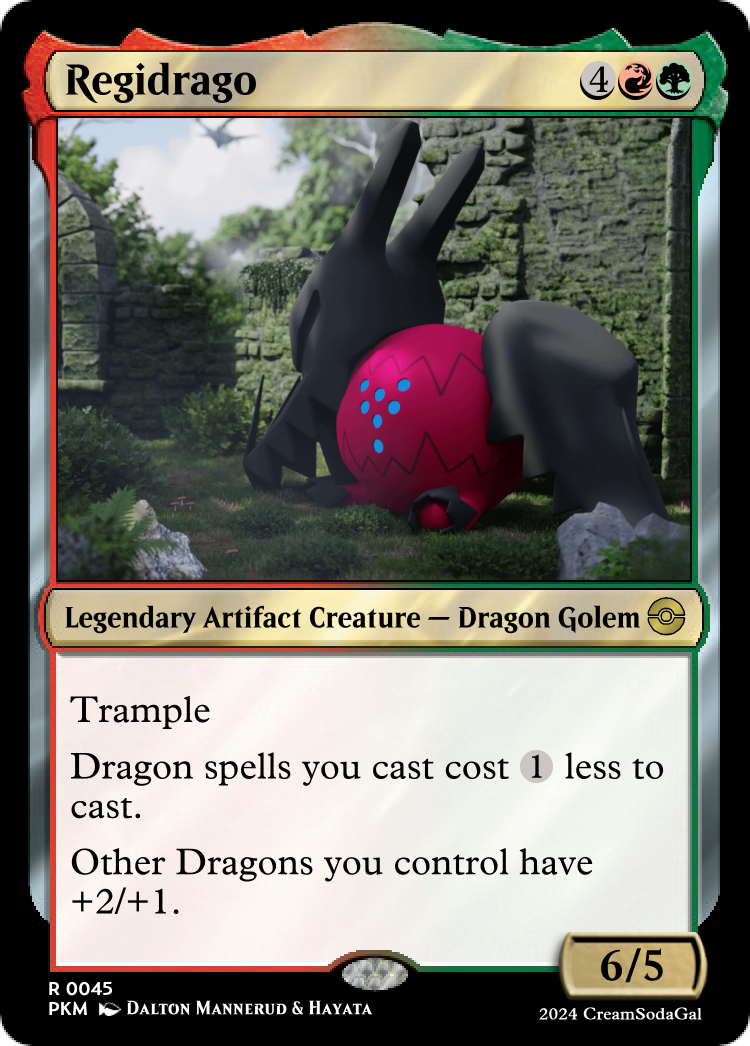 Regidrago 4
Legendary Artifact Creature — Dragon Golem
Trample
Dragon spells you cast cost 1 less to
cast.
Other Dragons you control have
+2/+1.
6/5
R 0045
PKM Dalton Mannerud & Hayata
2024 CreamSodaGal